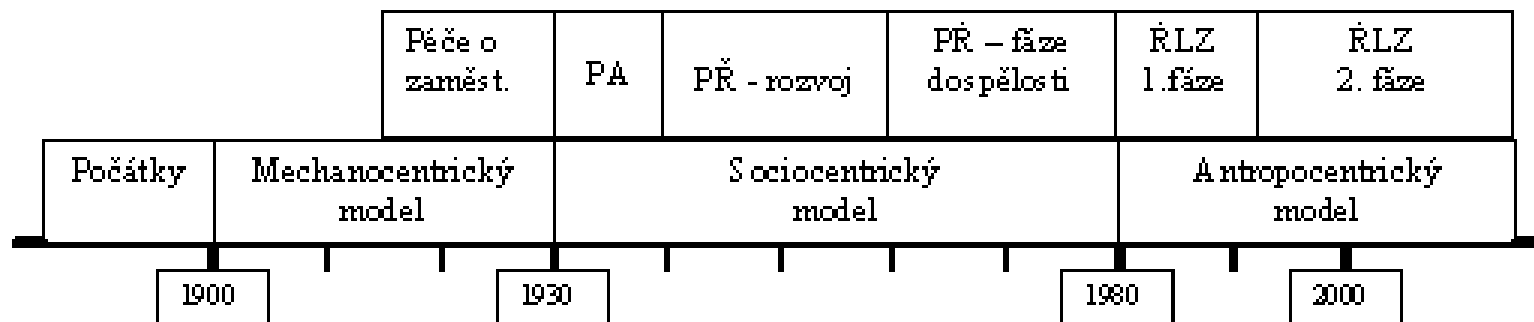 Péče o
zaměst.
PA
PŘ - rozvoj
PŘ – fáze
dospělosti
ŘLZ
1.fáze
ŘLZ
2. fáze
Počátky
Mechanocentrický
model
Sociocentrický
model
Antropocentrický
model
1900
1930
1980
2000